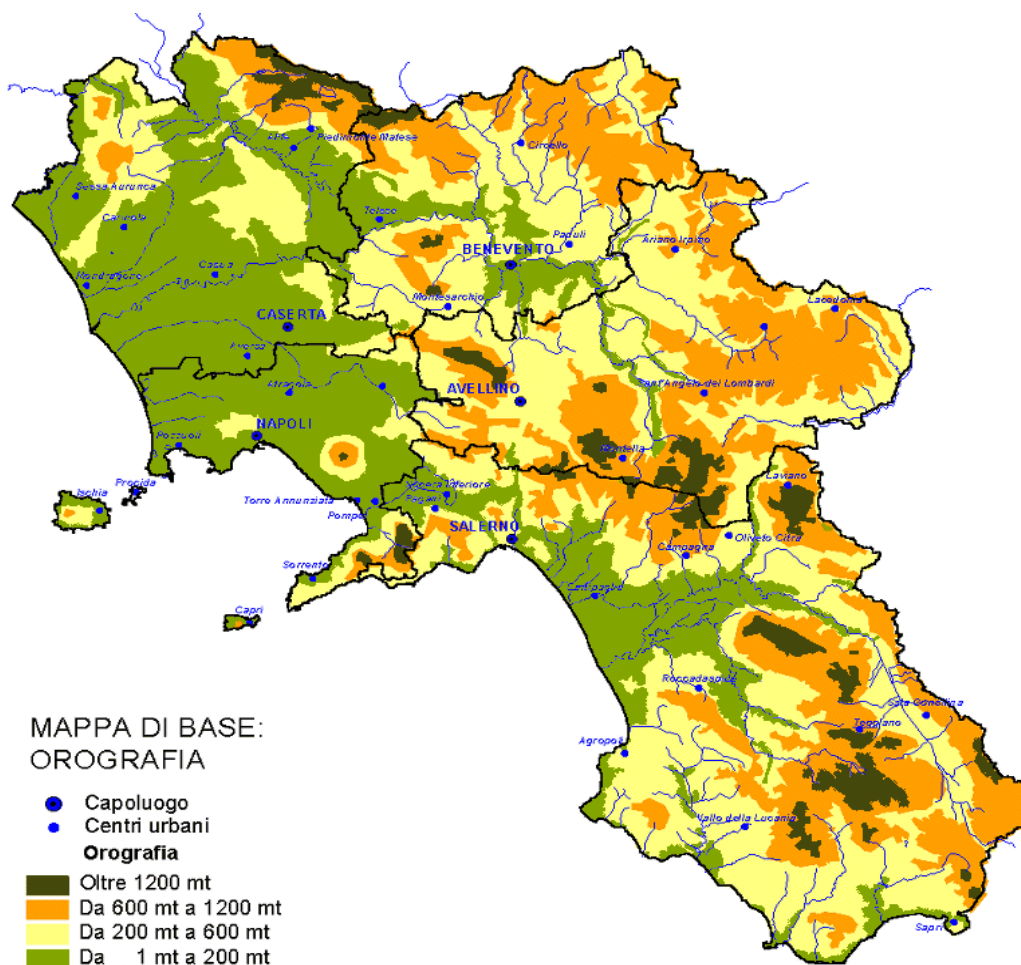 Piedimonte Matese
Alife
Circello
Sessa Aurunca
Carinola
Telese
Paduli
Ariano Irpino
BENEVENTO
Mondragone
Capua
Montesarchio
Lacedonia
CASERTA
Aversa
Afragola
AVELLINO
Sant'Angelo dei Lombardi
NAPOLI
Pozzuoli
Montella
Laviano
Procida
Ischia
Torre Annunziata
Nocera Inferiore
Pagani
Pompei
SALERNO
Oliveto Citra
Campagna
Sorrento
Battipaglia
Capri
Roccadaspide
Sala Consilina
Teggiano
Agropoli
Vallo della Lucania
?
Sapri
MAPPA DI BASE:
OROGRAFIA
Capoluogo
Centri urbani
Orografia
Oltre 1200 mt
Da 600 mt a 1200 mt
Da 200 mt a 600 mt
Da 1 mt a 200 mt